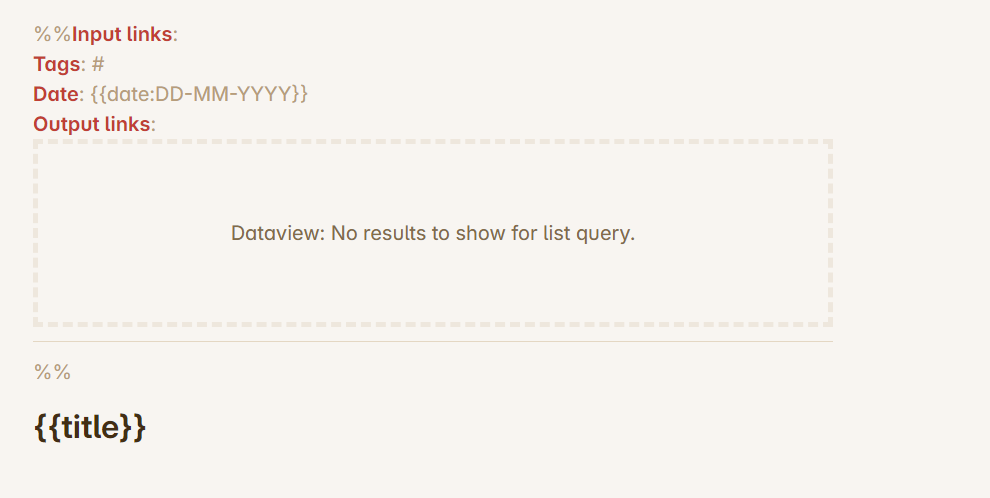 %%Input links:
Tags: #
Date: {{date:DD-MM-YYYY}}
Output links:
Dataview: No results to show for list query.
%%
{{title}}